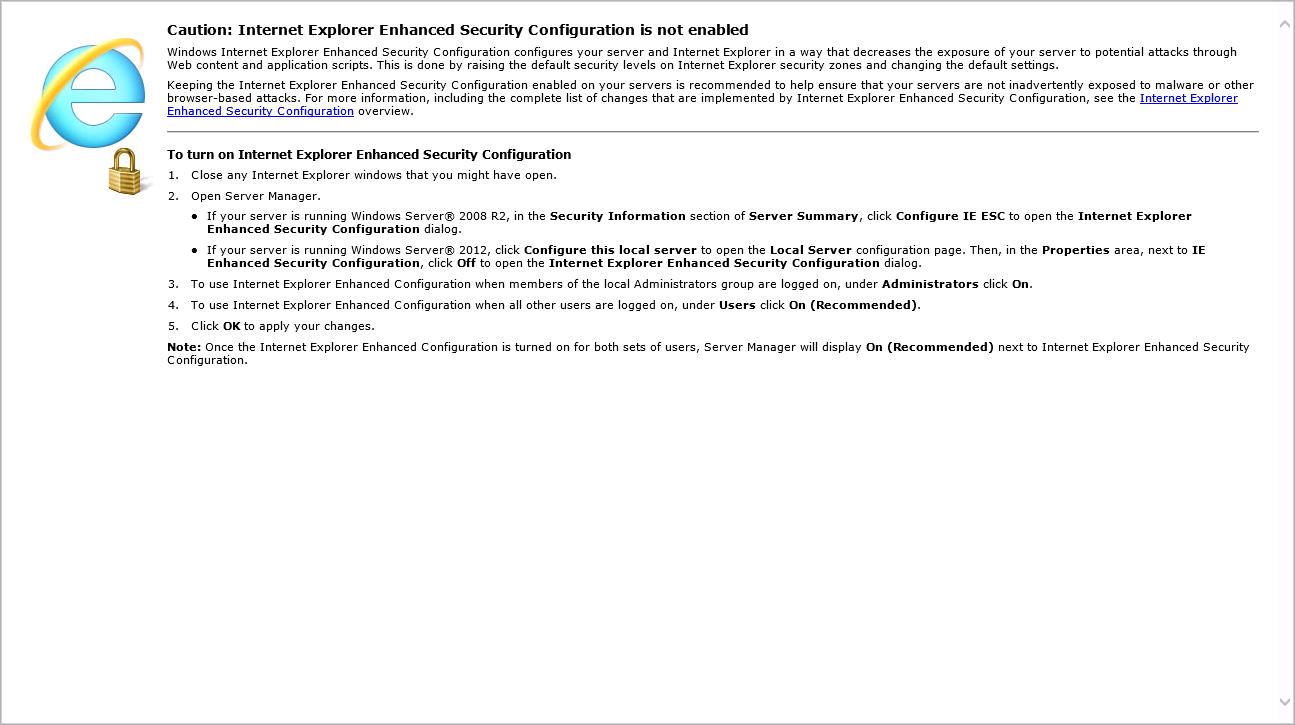 Caution: Internet Explorer Enhanced Security Configuration is not enabled
Windows Internet Explorer Enhanced Security Configuration configures your server and Internet Explorer in a way that decreases the exposure of your server to potential attacks through
Web content and application scripts. This is done by raising the default security levels on Internet Explorer security zones and changing the default settings.
Keeping the Internet Explorer Enhanced Security Configuration enabled on your servers is recommended to help ensure that your servers are not inadvertently exposed to malware or other
browser-based attacks. For more information, including the complete list of changes that are implemented by Internet Explorer Enhanced Security Configuration, see the Internet Explorer
Enhanced Security Configuration overview.
To turn on Internet Explorer Enhanced Security Configuration
1. Close any Internet Explorer windows that you might have open.
2. Open Server Manager.
• If your server is running Windows Server® 2008 R2, in the Security Information section of Server Summary, click Configure IE ESC to open the Internet Explorer
Enhanced Security Configuration dialog.
• If your server is running Windows Server® 2012, click Configure this local server to open the Local Server configuration page. Then, in the Properties area, next to IE
Enhanced Security Configuration, click Off to open the Internet Explorer Enhanced Security Configuration dialog.
3. To use Internet Explorer Enhanced Configuration when members of the local Administrators group are logged on, under Administrators click On.
4. To use Internet Explorer Enhanced Configuration when all other users are logged on, under Users click On (Recommended).
5. Click OK to apply your changes.
Note: Once the Internet Explorer Enhanced Configuration is turned on for both sets of users, Server Manager will display On (Recommended) next to Internet Explorer Enhanced Security
Configuration.